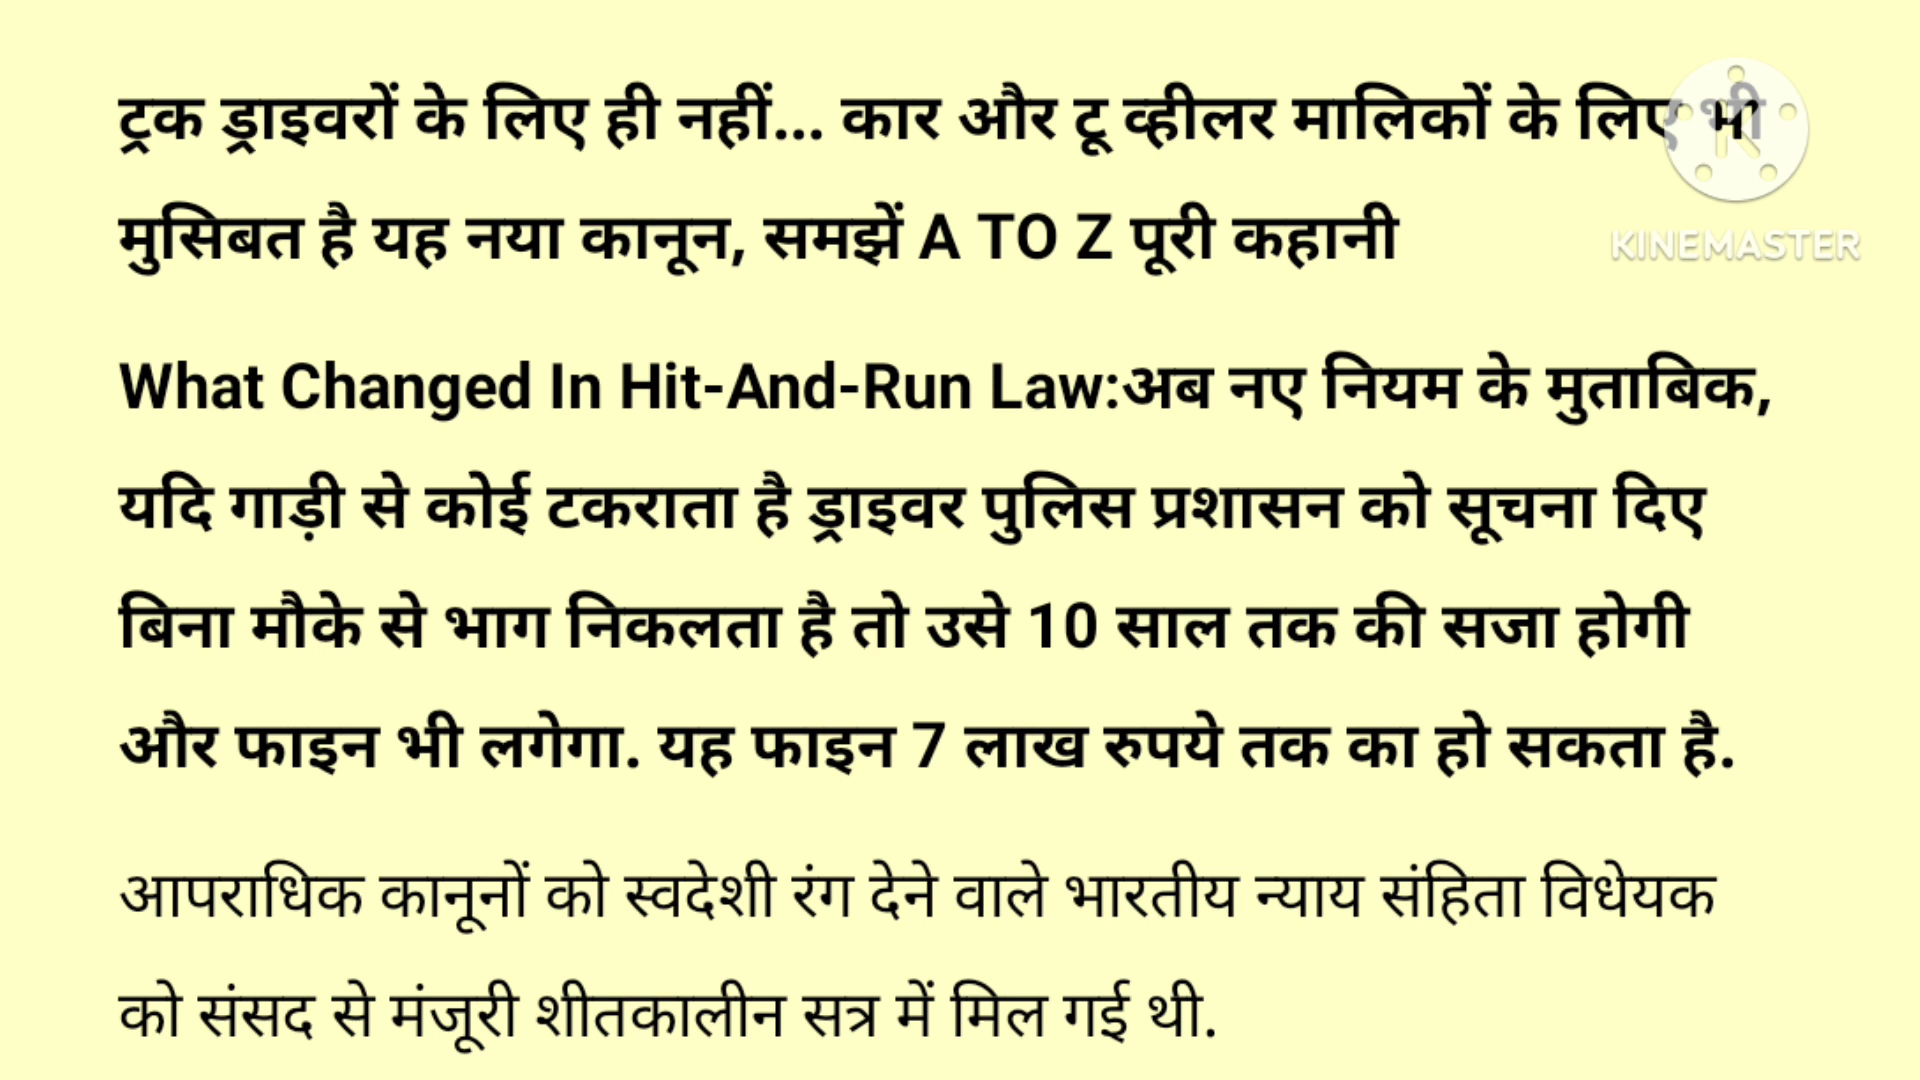 ट्रक ड्राइवरों के लिए ही नहीं... कार और टू व्हीलर मालिकों के लिए भी
मुसिबत है यह नया कानून, समझें A TO Z पूरी कहानी
KINEMASTER
What Changed In Hit-And-Run Law:अब नए नियम के मुताबिक,
यदि गाड़ी से कोई टकराता है ड्राइवर पुलिस प्रशासन को सूचना दिए
बिना मौके से भाग निकलता है तो उसे 10 साल तक की सजा होगी
और फाइन भी लगेगा. यह फाइन 7 लाख रुपये तक का हो सकता है.
आपराधिक कानूनों को स्वदेशी रंग देने वाले भारतीय न्याय संहिता विधेयक
को संसद से मंजूरी शीतकालीन सत्र में मिल गई थी.